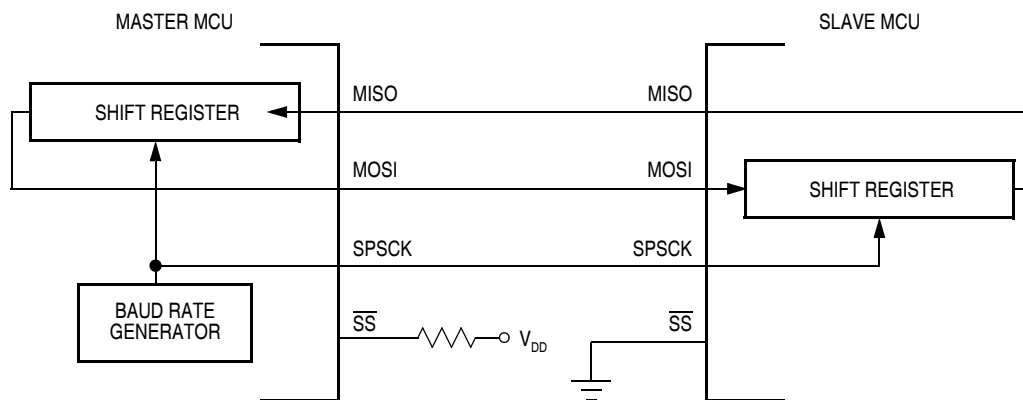 MASTER MCU
SLAVE MCU
SHIFT REGISTER
MISO
MISO
MOSI
MOSI
SHIFT REGISTER
SPSCK
SPSCK
BAUD RATE
GENERATOR
SS
VDD
SS